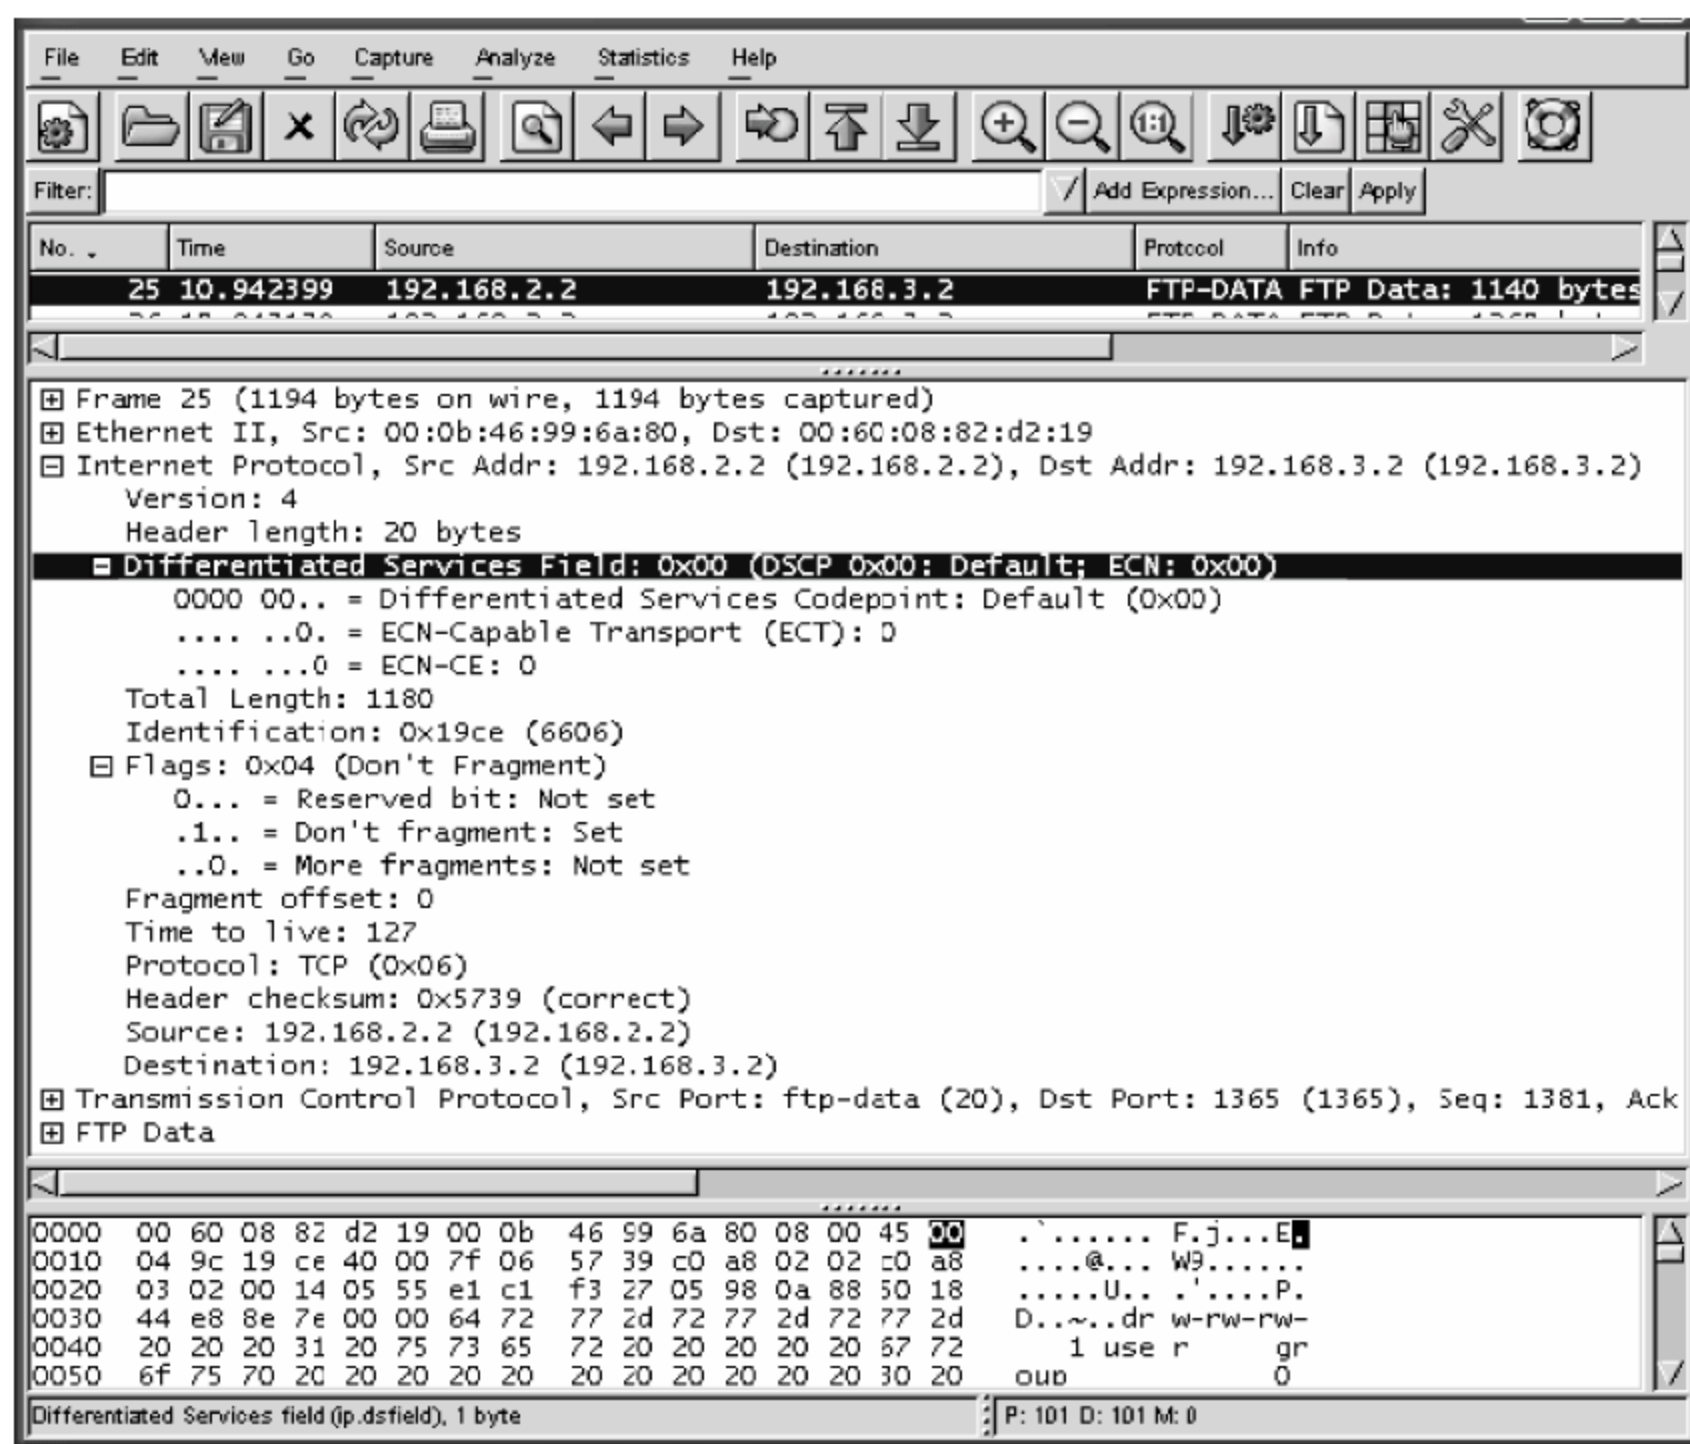 File Edit View Go Capture Analyze Statistics Help
1:1
Filter: Add Expression... Clear Apply
No. . Time Source Destination Protocol Info
25 10.942399 192.168.2.2 192.168.3.2 FTP-DATA FTP Data: 1140 bytes
Frame 25 (1194 bytes on wire, 1194 bytes captured)
Ethernet II, Src: 00:0b:46:99:6a:80, Dst: 00:60:08:82:d2:19
Internet Protocol, Src Addr: 192.168.2.2 (192.168.2.2), Dst Addr: 192.168.3.2 (192.168.3.2)
Version: 4
Header length: 20 bytes
Differentiated Services Field: 0x00 (DSCP 0x00: Default; ECN: 0x00)
0000 00.. = Differentiated Services Codepoint: Default (0x00)
.... ..0. = ECN-Capable Transport (ECT): 0
.... ...0 = ECN-CE: 0
Total Length: 1180
Identification: 0x19ce (6606)
Flags: 0x04 (Don't Fragment)
0... = Reserved bit: Not set
.1.. = Don't fragment: Set
..0. = More fragments: Not set
Fragment offset: 0
Time to live: 127
Protocol: TCP (0x06)
Header checksum: 0x5739 (correct)
Source: 192.168.2.2 (192.168.2.2)
Destination: 192.168.3.2 (192.168.3.2)
Transmission Control Protocol, Src Port: ftp-data (20), Dst Port: 1365 (1365), Seq: 1381, Ack
FTP Data
0000 00 60 08 82 d2 19 00 0b 46 99 6a 80 08 00 45 00 .`...... F.j...E.
0010 04 9c 19 ce 40 00 7f 06 57 39 c0 a8 02 02 c0 a8 ....@... W9......
0020 03 02 00 14 05 55 e1 c1 f3 27 05 98 0a 88 50 18 .....U.. .'....P.
0030 44 e8 8e 7e 00 00 64 72 77 2d 72 77 2d 72 77 2d D..~..dr w-rw-rw-
0040 20 20 20 31 20 75 73 65 72 20 20 20 20 20 67 72 1 use r gr
0050 6f 75 70 20 20 20 20 20 20 20 20 20 20 20 30 20 oup 0
Differentiated Services field (ip.dsfield), 1 byte P: 101 D: 101 M: 0